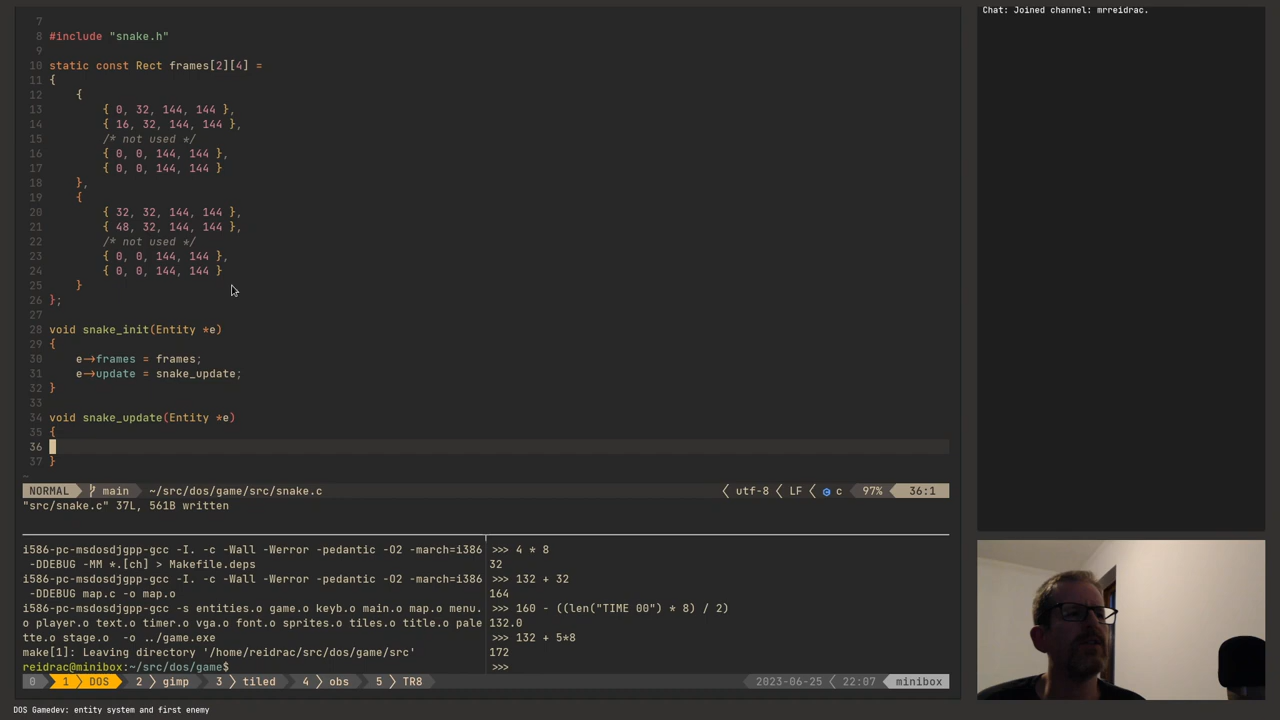 7
8 #include "snake.h"
9
10 static const Rect frames[2][4] =
11 {
12 {
13 { 0, 32, 144, 144 },
14 { 16, 32, 144, 144 },
15 /* not used */
16 { 0, 0, 144, 144 },
17 { 0, 0, 144, 144 }
18 },
19 {
20 { 32, 32, 144, 144 },
21 { 48, 32, 144, 144 },
22 /* not used */
23 { 0, 0, 144, 144 },
24 { 0, 0, 144, 144 }
25 }
26 };
27
28 void snake_init(Entity *e)
29 {
30 e->frames = frames;
31 e->update = snake_update;
32 }
33
34 void snake_update(Entity *e)
35 {
36
37 }
~
NORMAL main ~/src/dos/game/src/snake.c utf-8 LF c 97% 36:1
"src/snake.c" 37L, 561B written
i586-pc-msdosdjgpp-gcc -I. -c -Wall -Werror -pedantic -O2 -march=i386
-DDEBUG -MM *.[ch] > Makefile.deps
i586-pc-msdosdjgpp-gcc -I. -c -Wall -Werror -pedantic -O2 -march=i386
-DDEBUG map.c -o map.o
i586-pc-msdosdjgpp-gcc -s entities.o game.o keyb.o main.o map.o menu.
o player.o text.o timer.o vga.o font.o sprites.o tiles.o title.o pale
tte.o stage.o -o ../game.exe
make[1]: Leaving directory '/home/reidrac/src/dos/game/src'
reidrac@minibox:~/src/dos/game$
>>> 4 * 8
32
>>> 132 + 32
164
>>> 160 - ((len("TIME 00") * 8) / 2)
132.0
>>> 132 + 5*8
172
>>>
0 1 DOS 2 gimp 3 tiled 4 obs 5 TR8 2023-06-25 22:07 minibox
DOS Gamedev: entity system and first enemy
Chat: Joined channel: mrreidrac.